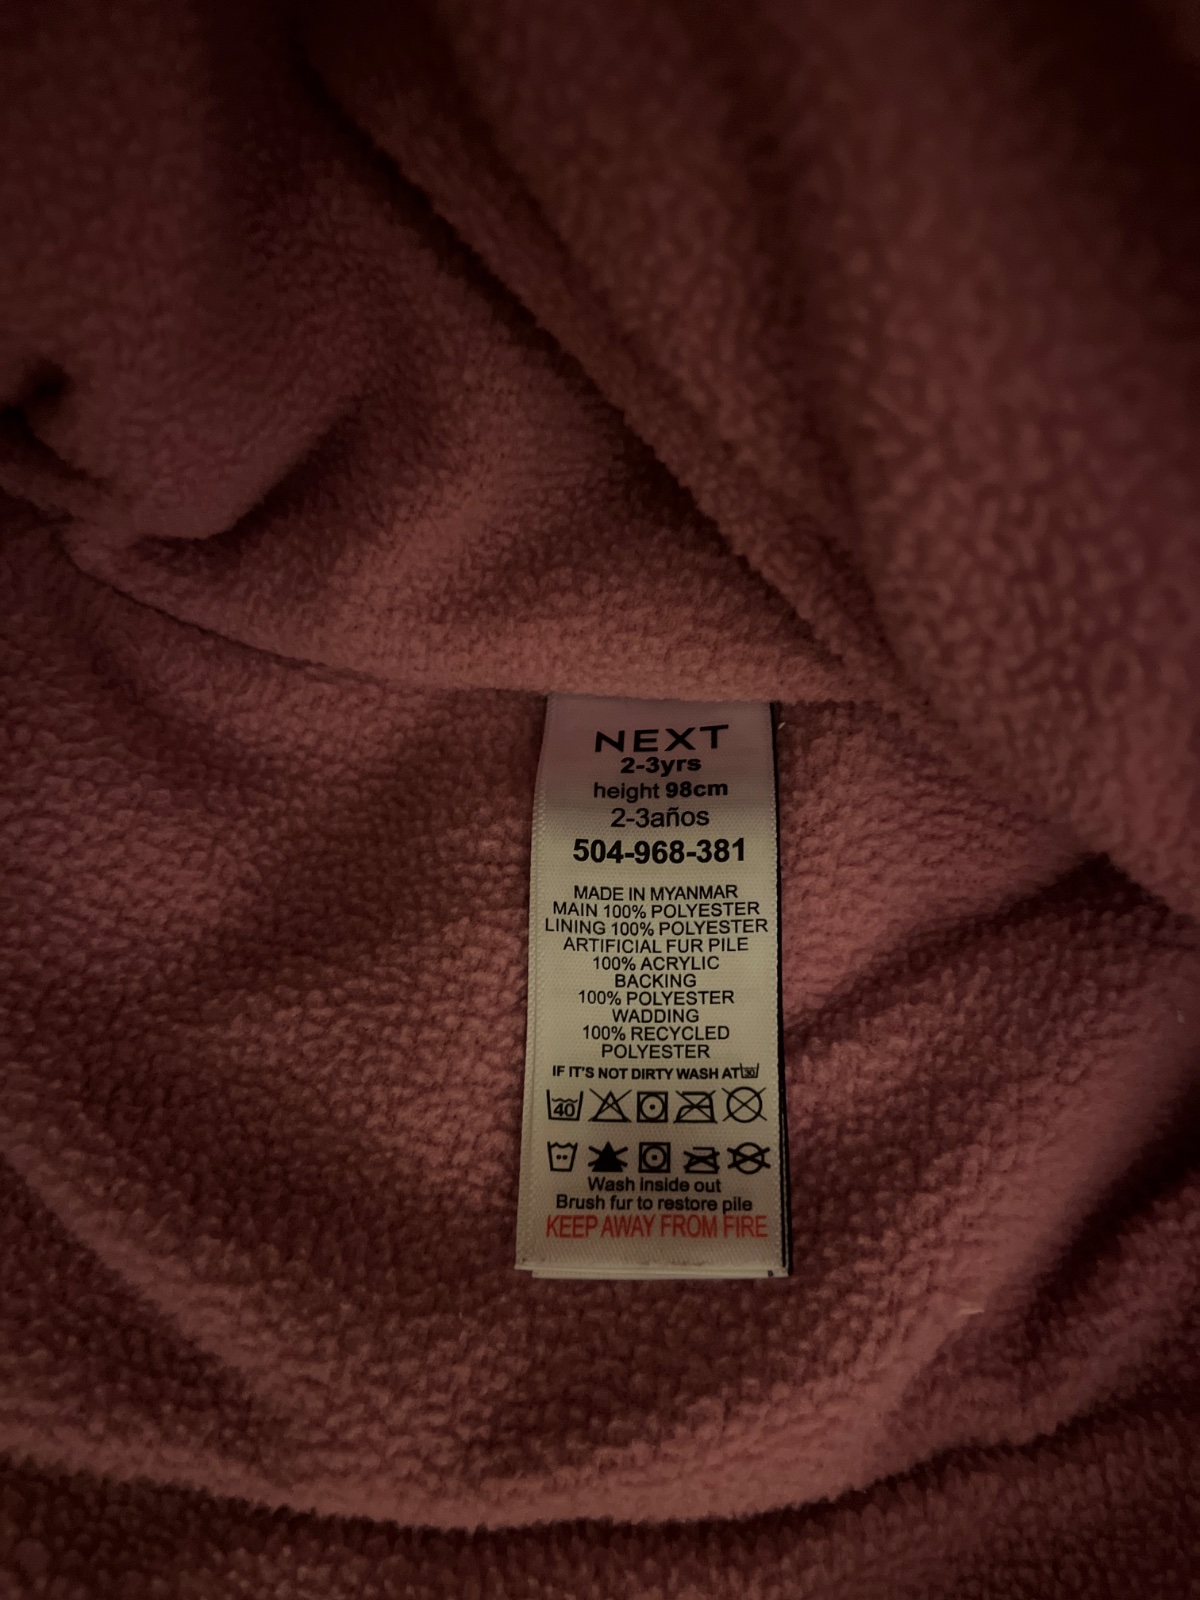 NEXT
2-3yrs
height 98cm
2-3años
504-968-381
MADE IN MYANMAR
MAIN 100% POLYESTER
LINING 100% POLYESTER
ARTIFICIAL FUR PILE
100% ACRYLIC
BACKING
100% POLYESTER
WADDING
100% RECYCLED
POLYESTER
IF IT'S NOT DIRTY WASH AT 30
40
Wash inside out
Brush fur to restore pile
KEEP AWAY FROM FIRE